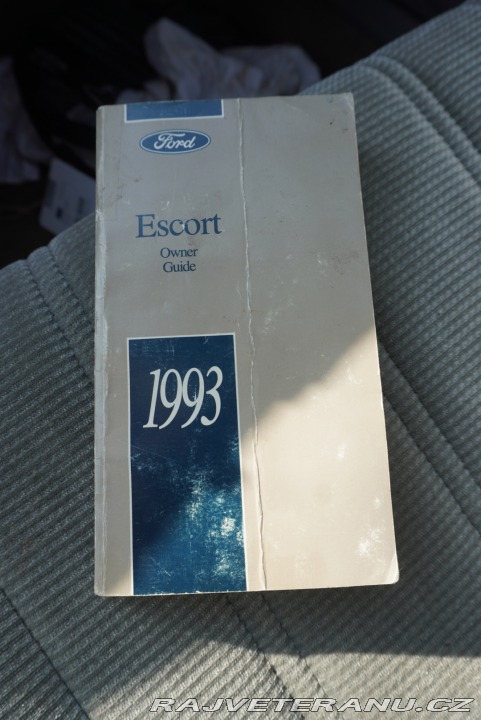 Ford
Escort
Owner
Guide
1993
RAJVETERANU.CZ